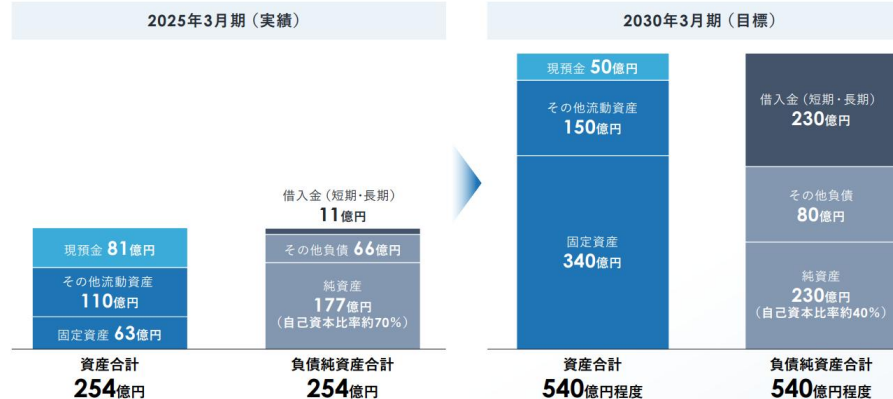 2025年3月期（実績）
現預金 81億円
その他流動資産
110億円
固定資産 63億円
資産合計
254億円
借入金（短期・長期）
11億円
その他負債 66億円
純資産
177億円
（自己資本比率約70%）
負債純資産合計
254億円
2030年3月期（目標）
現預金 50億円
その他流動資産
150億円
固定資産
340億円
資産合計
540億円程度
借入金（短期・長期）
230億円
その他負債
80億円
純資産
230億円
（自己資本比率約40%）
負債純資産合計
540億円程度